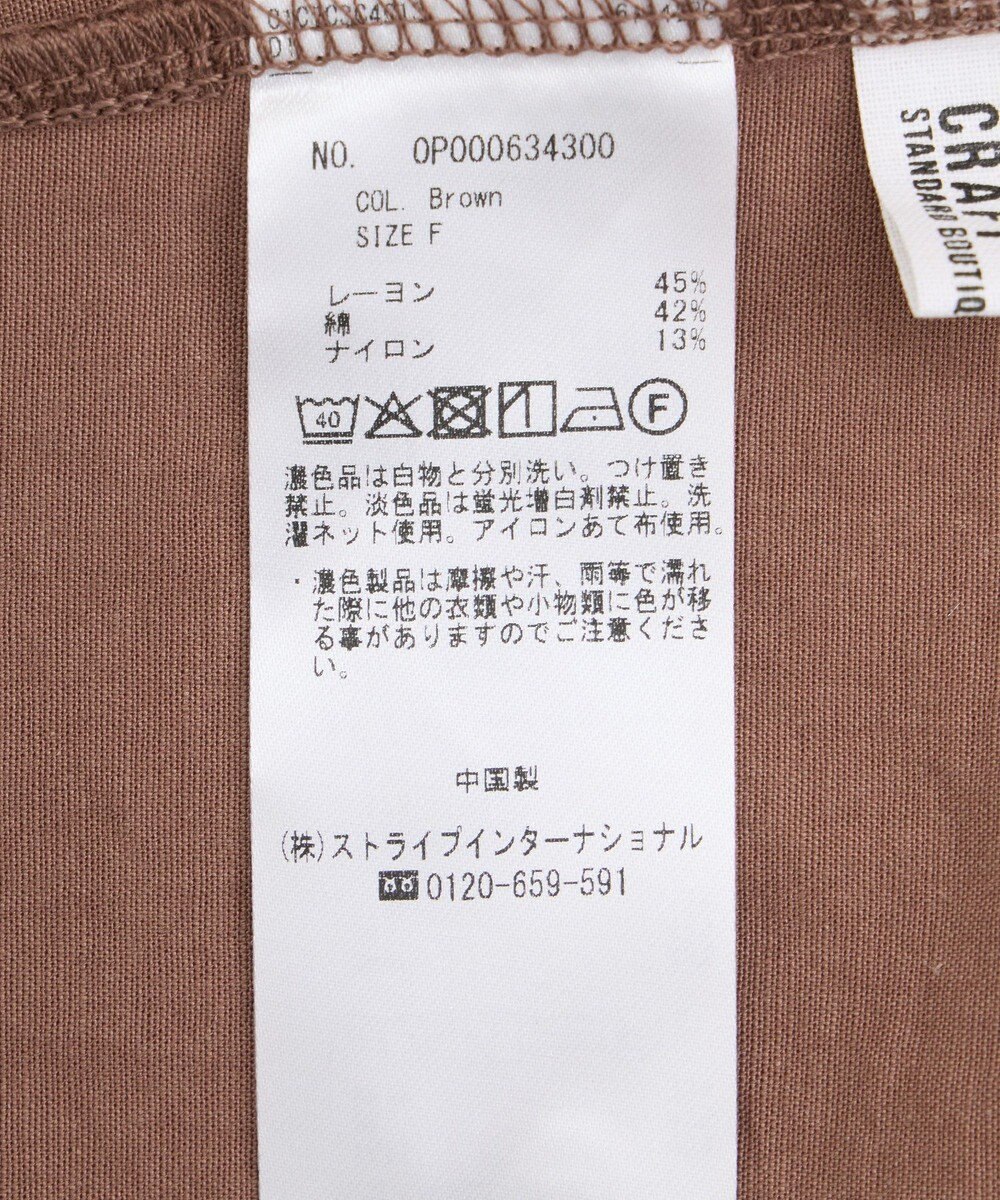 NO. 0P000634300
COL. Brown
SIZE F
レーヨン 45%
綿 42%
ナイロン 13%
40
F
濃色品は白物と分別洗い。つけ置き
禁止。淡色品は蛍光増白剤禁止。洗
濯ネット使用。アイロンあて布使用。
・濃色製品は摩擦や汗、雨等で濡れ
た際に他の衣類や小物類に色が移
る事がありますのでご注意くださ
い。
中国製
(株)ストライプインターナショナル
0120-659-591
STANDARD BOUTIQ